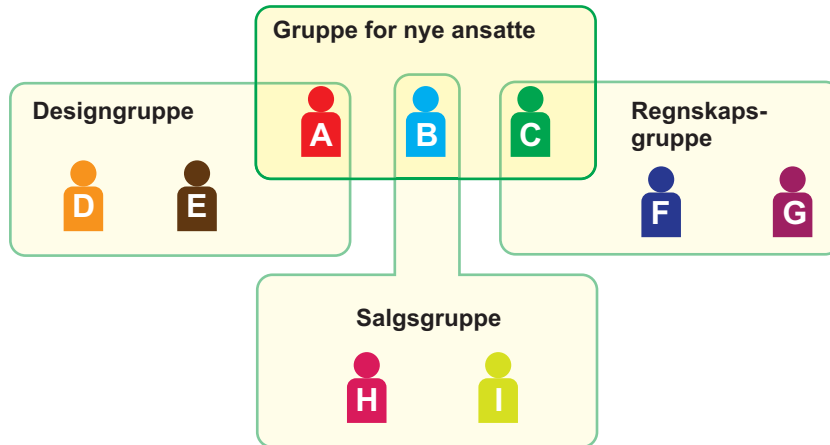 Gruppe for nye ansatte
A B C
Designgruppe
D E
Regnskaps-
gruppe
F G
Salgsgruppe
H I